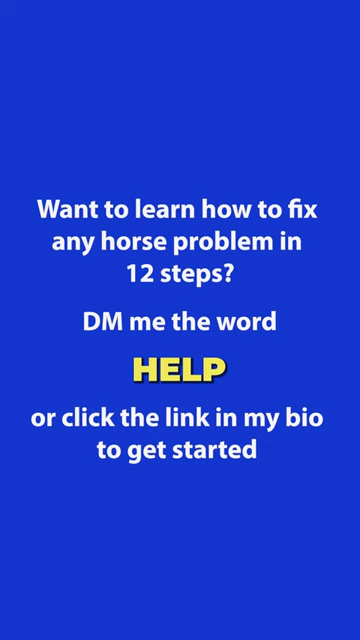 Want to learn how to fix
any horse problem in
12 steps?
DM me the word
HELP
or click the link in my bio
to get started